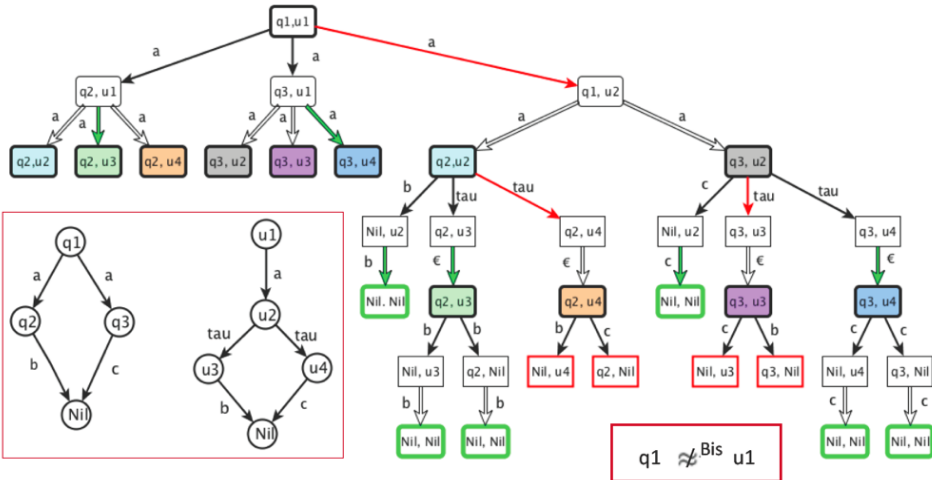 q1,u1
a a a
q2, u1 q3, u1 q1, u2
a a a a a a a a
q2,u2 q2, u3 q2, u4 q3, u2 q3, u3 q3, u4 q2,u2 q3, u2
b tau tau c tau tau
Nil, u2 q2, u3 q2, u4 Nil, u2 q3, u3 q3, u4
b € € c € €
Nil, Nil q2, u3 q2, u4 Nil, Nil q3, u3 q3, u4
b b b c c b c c
Nil, u3 q2, Nil Nil, u4 q2, Nil Nil, u3 q3, Nil Nil, u4 q3, Nil
b b c c
Nil, Nil Nil, Nil Nil, Nil Nil, Nil
q1 u1
a a a
q2 q3 u2
tau tau
b c u3 u4
b c
Nil Nil
q1 ≉Bis u1